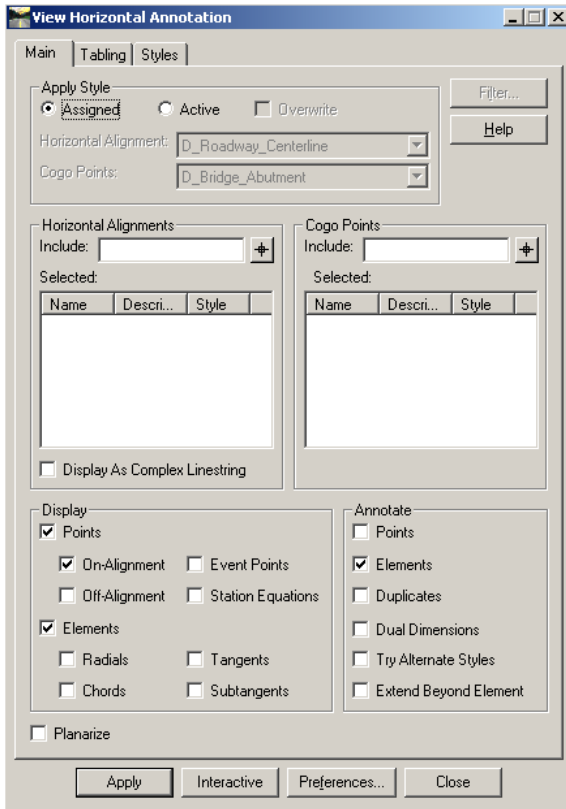 View Horizontal Annotation
Main Tabling Styles
Apply Style
Assigned Active Overwrite
Filter...
Help
Horizontal Alignment: D_Roadway_Centerline
Cogo Points: D_Bridge_Abutment
Horizontal Alignments
Include:
Selected:
Name Descri... Style
Display As Complex Linestring
Cogo Points
Include:
Selected:
Name Descri... Style
Display
Points
On-Alignment Event Points
Off-Alignment Station Equations
Elements
Radials Tangents
Chords Subtangents
Annotate
Points
Elements
Duplicates
Dual Dimensions
Try Alternate Styles
Extend Beyond Element
Planarize
Apply Interactive Preferences... Close